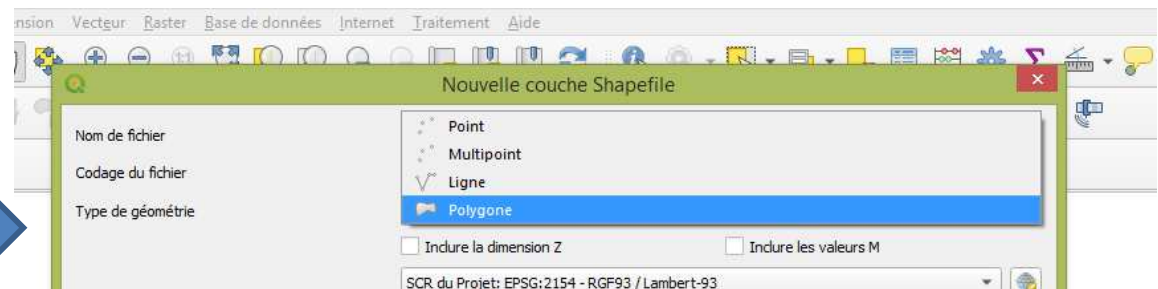 ension Vecteur Raster Base de données Internet Traitement Aide
Nouvelle couche Shapefile
Nom de fichier
Point
Multipoint
Codage du fichier
Ligne
Type de géométrie
Polygone
Inclure la dimension Z Inclure les valeurs M
SCR du Projet: EPSG:2154 - RGF93 / Lambert-93